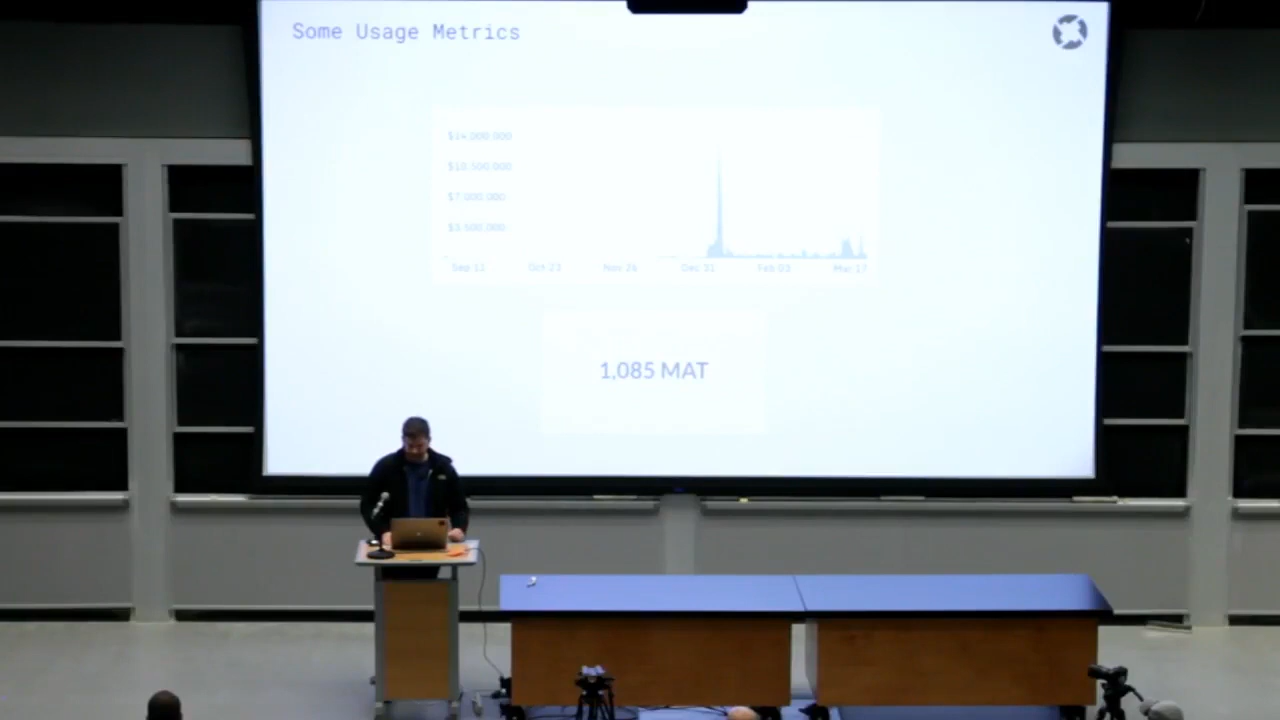 Some Usage Metrics
$14,000,000
$10,500,000
$7,000,000
$3,500,000
Sep 11 Oct 21 Nov 26 Dec 31 Feb 03 Mar 17
1,085 MAT